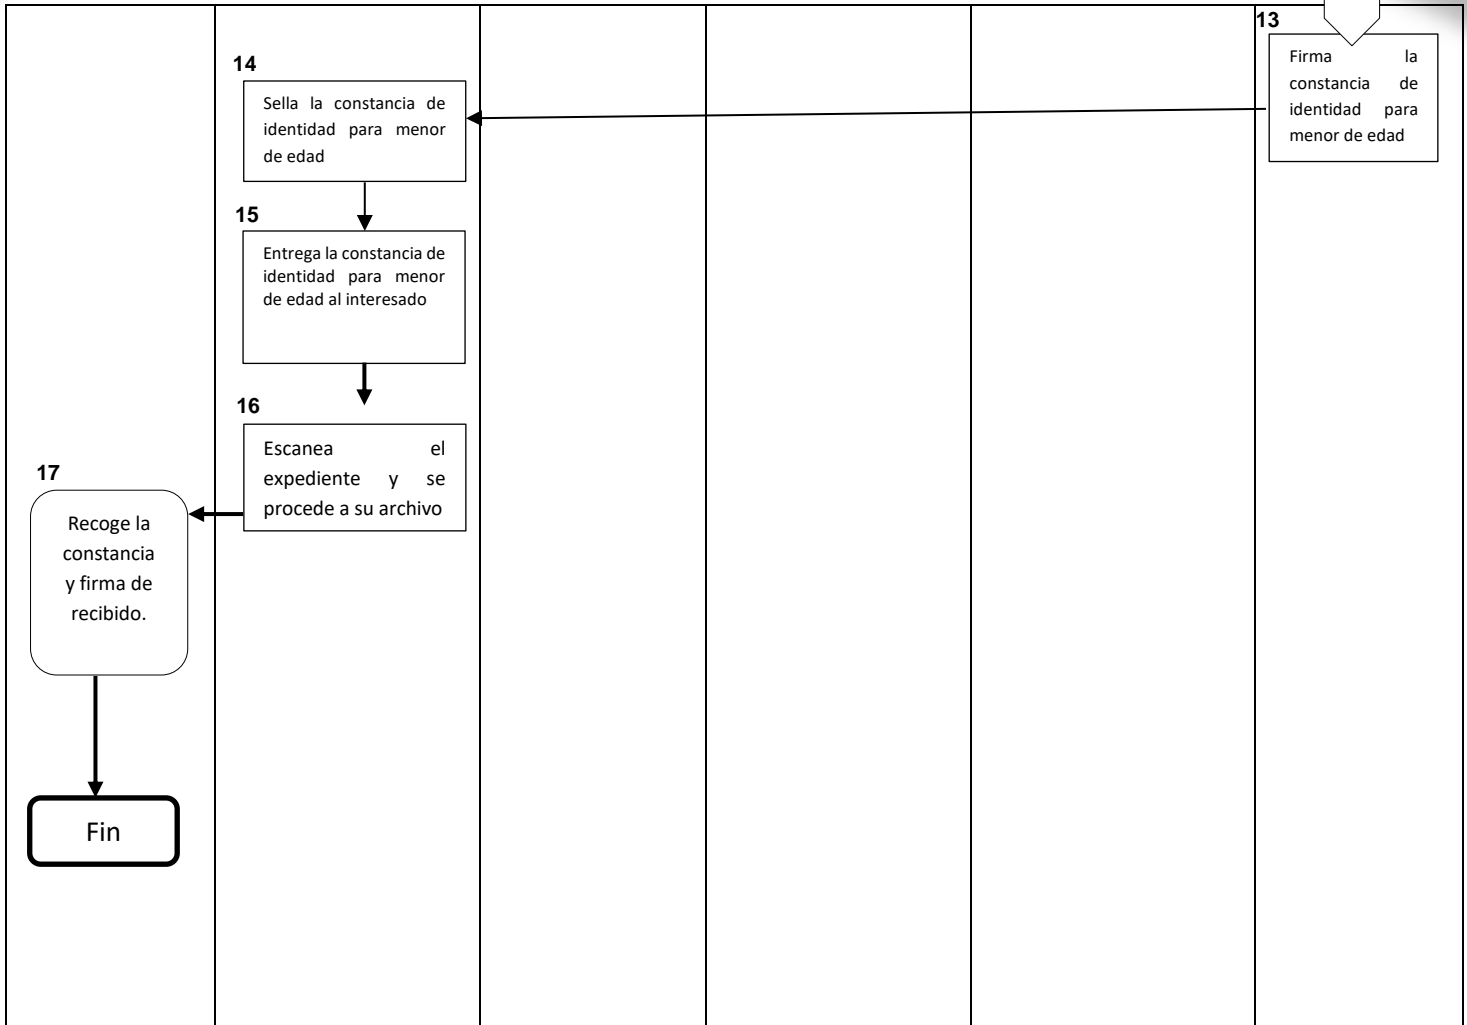 13
Firma la
constancia de
identidad para
menor de edad
14
Sella la constancia de
identidad para menor
de edad
15
Entrega la constancia de
identidad para menor
de edad al interesado
16
Escanea el
expediente y se
procede a su archivo
17
Recoge la
constancia
y firma de
recibido.
Fin